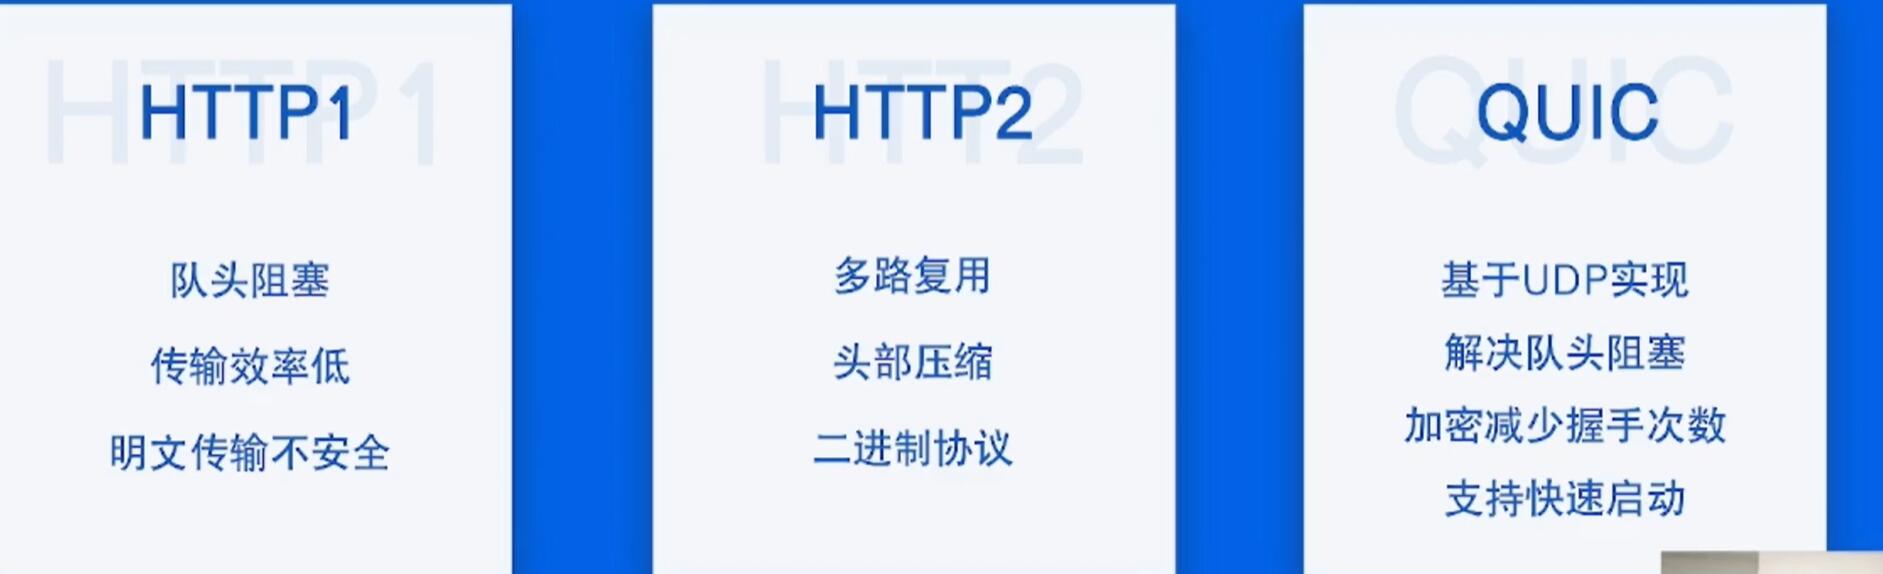 HTTP1
队头阻塞
传输效率低
明文传输不安全
HTTP2
多路复用
头部压缩
二进制协议
QUIC
基于UDP实现
解决队头阻塞
加密减少握手次数
支持快速启动